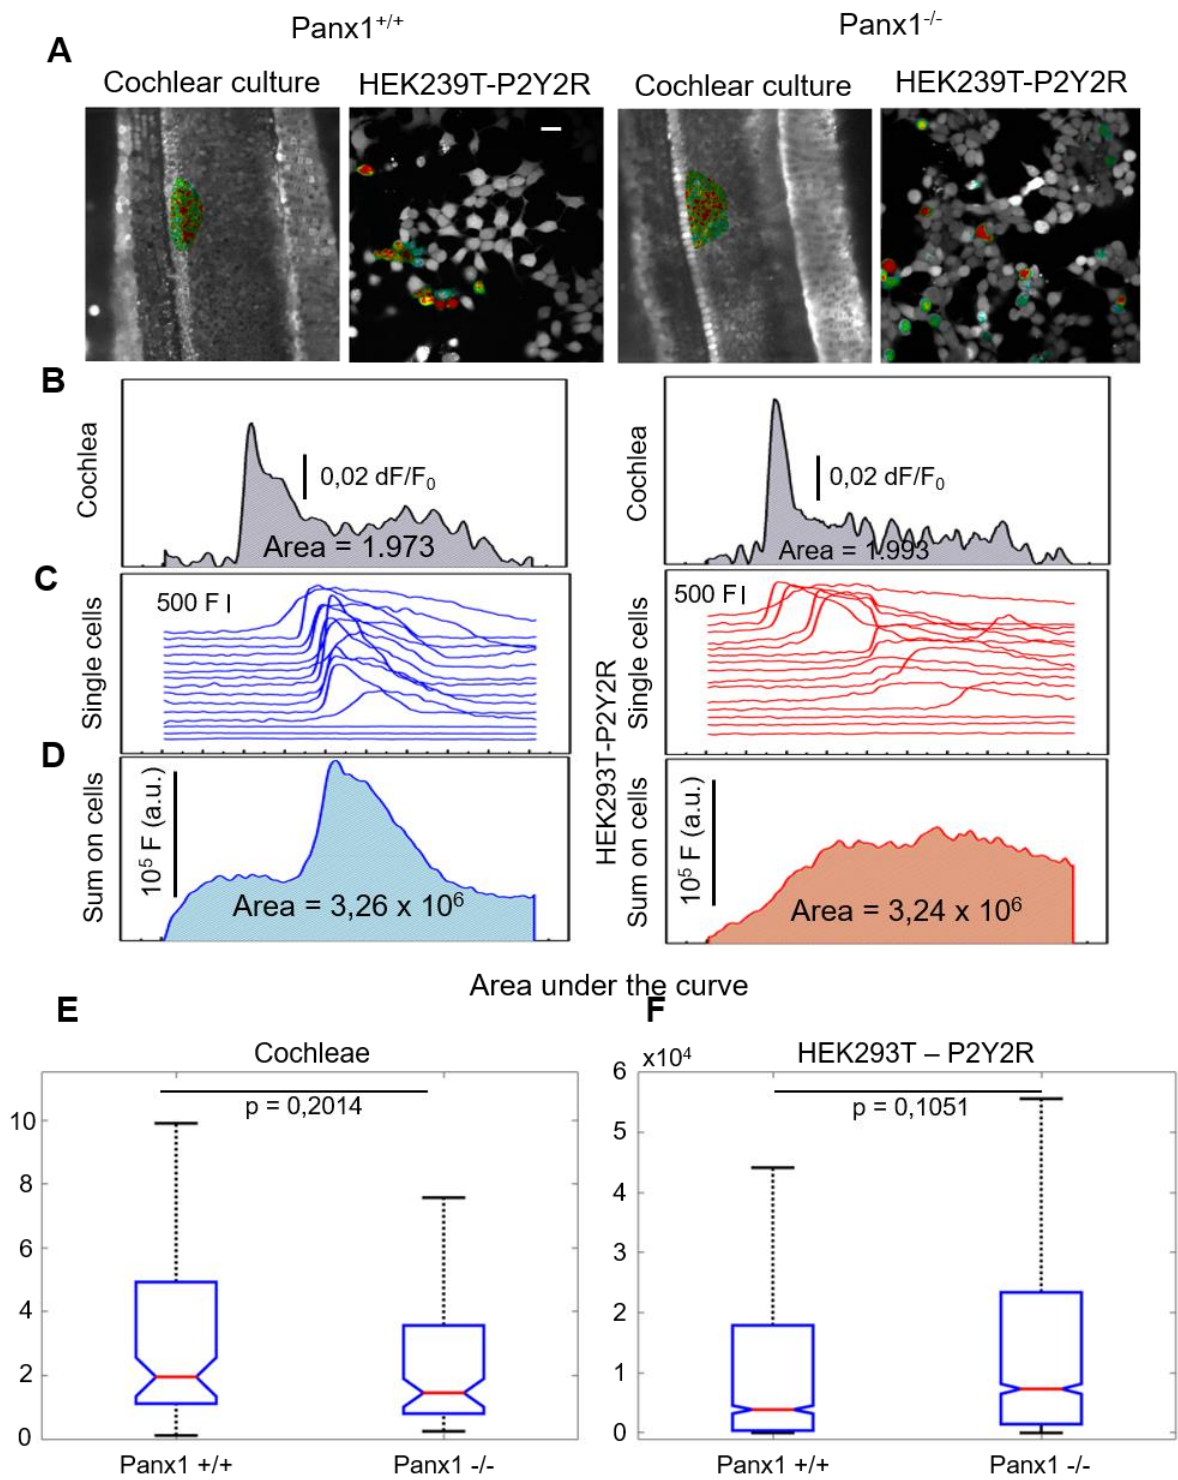 Panx1+/+
Panx1-/-
A
Cochlear culture
HEK239T-P2Y2R
Cochlear culture
HEK239T-P2Y2R
B
Cochlea
0,02 dF/F0
Area = 1.973
Cochlea
0,02 dF/F0
Area = 1.993
C
Single cells
500 F
HEK293T-P2Y2R
Single cells
500 F
D
Sum on cells
10⁵ F (a.u.)
Area = 3,26 x 10⁶
Sum on cells
10⁵ F (a.u.)
Area = 3,24 x 10⁶
Area under the curve
E
Cochleae
p = 0,2014
10
8
6
4
2
0
Panx1 +/+
Panx1 -/-
F
x10⁴
HEK293T – P2Y2R
p = 0,1051
6
5
4
3
2
1
0
Panx1 +/+
Panx1 -/-